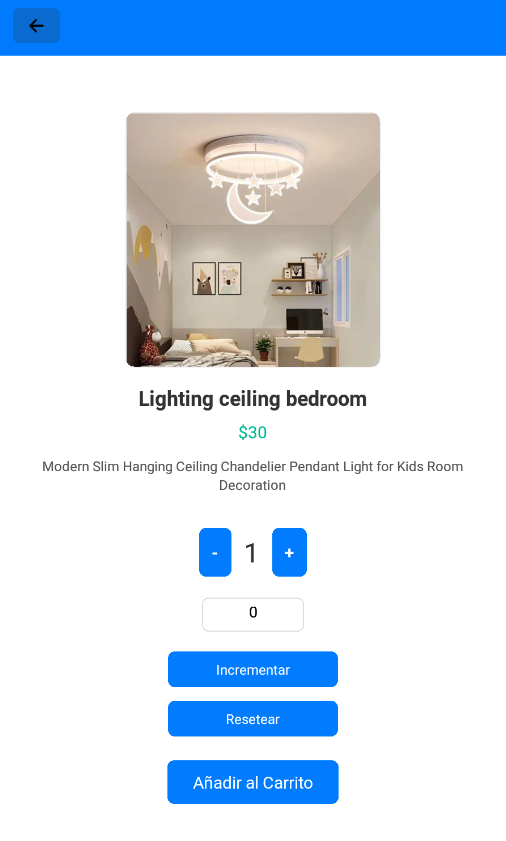 Lighting ceiling bedroom
$30
Modern Slim Hanging Ceiling Chandelier Pendant Light for Kids Room
Decoration
- 1 +
0
Incrementar
Resetear
Añadir al Carrito